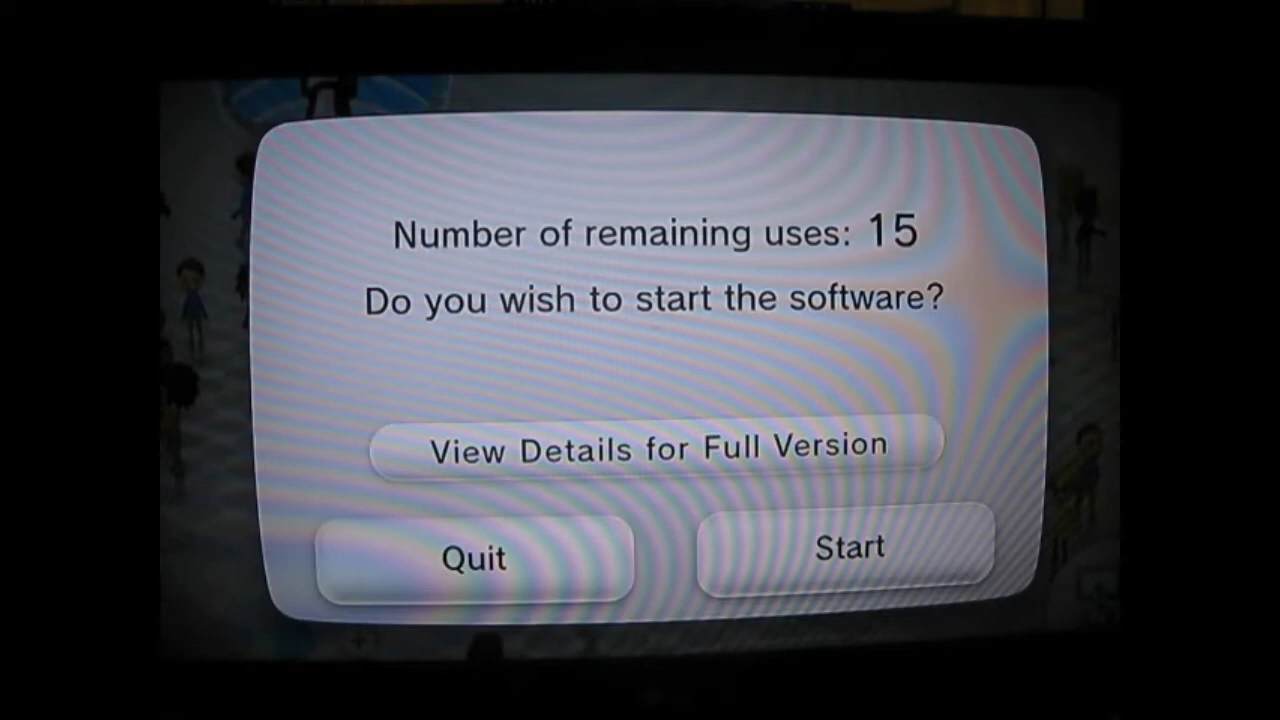 Number of remaining uses: 15
Do you wish to start the software?
View Details for Full Version
Quit
Start